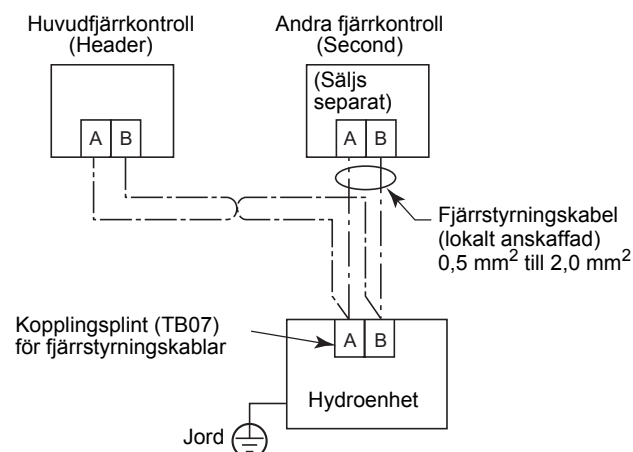 Huvudfjärrkontroll
(Header)
Andra fjärrkontroll
(Second)
(Säljs
separat)
A B
A B
Fjärrstyrningskabel
(lokalt anskaffad)
0,5 mm² till 2,0 mm²
Kopplingsplint (TB07)
för fjärrstyrningskablar
A B
Hydroenhet
Jord